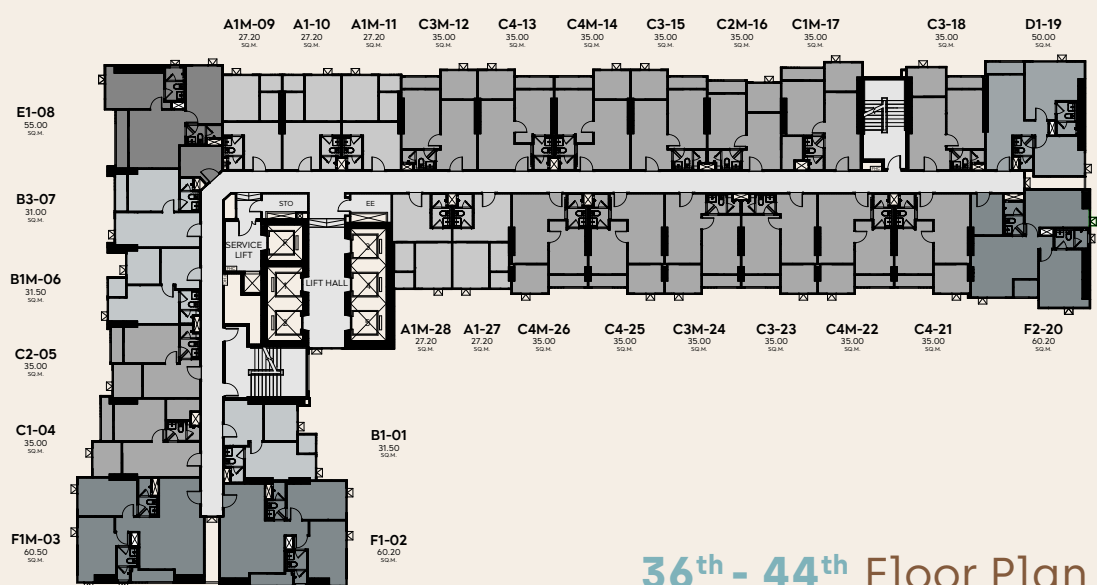 A1M-09
27.20
SQ.M.
A1-10
27.20
SQ.M.
A1M-11
27.20
SQ.M.
C3M-12
35.00
SQ.M.
C4-13
35.00
SQ.M.
C4M-14
35.00
SQ.M.
C3-15
35.00
SQ.M.
C2M-16
35.00
SQ.M.
C1M-17
35.00
SQ.M.
C3-18
35.00
SQ.M.
D1-19
50.00
SQ.M.
E1-08
55.00
SQ.M.
B3-07
31.00
SQ.M.
B1M-06
31.50
SQ.M.
C2-05
35.00
SQ.M.
C1-04
35.00
SQ.M.
F1M-03
60.50
SQ.M.
STO
EE
SERVICE
LIFT
LIFT HALL
A1M-28
27.20
SQ.M.
A1-27
27.20
SQ.M.
C4M-26
35.00
SQ.M.
C4-25
35.00
SQ.M.
C3M-24
35.00
SQ.M.
C3-23
35.00
SQ.M.
C4M-22
35.00
SQ.M.
C4-21
35.00
SQ.M.
F2-20
60.20
SQ.M.
B1-01
31.50
SQ.M.
F1-02
60.20
SQ.M.
36th - 44th Floor Plan